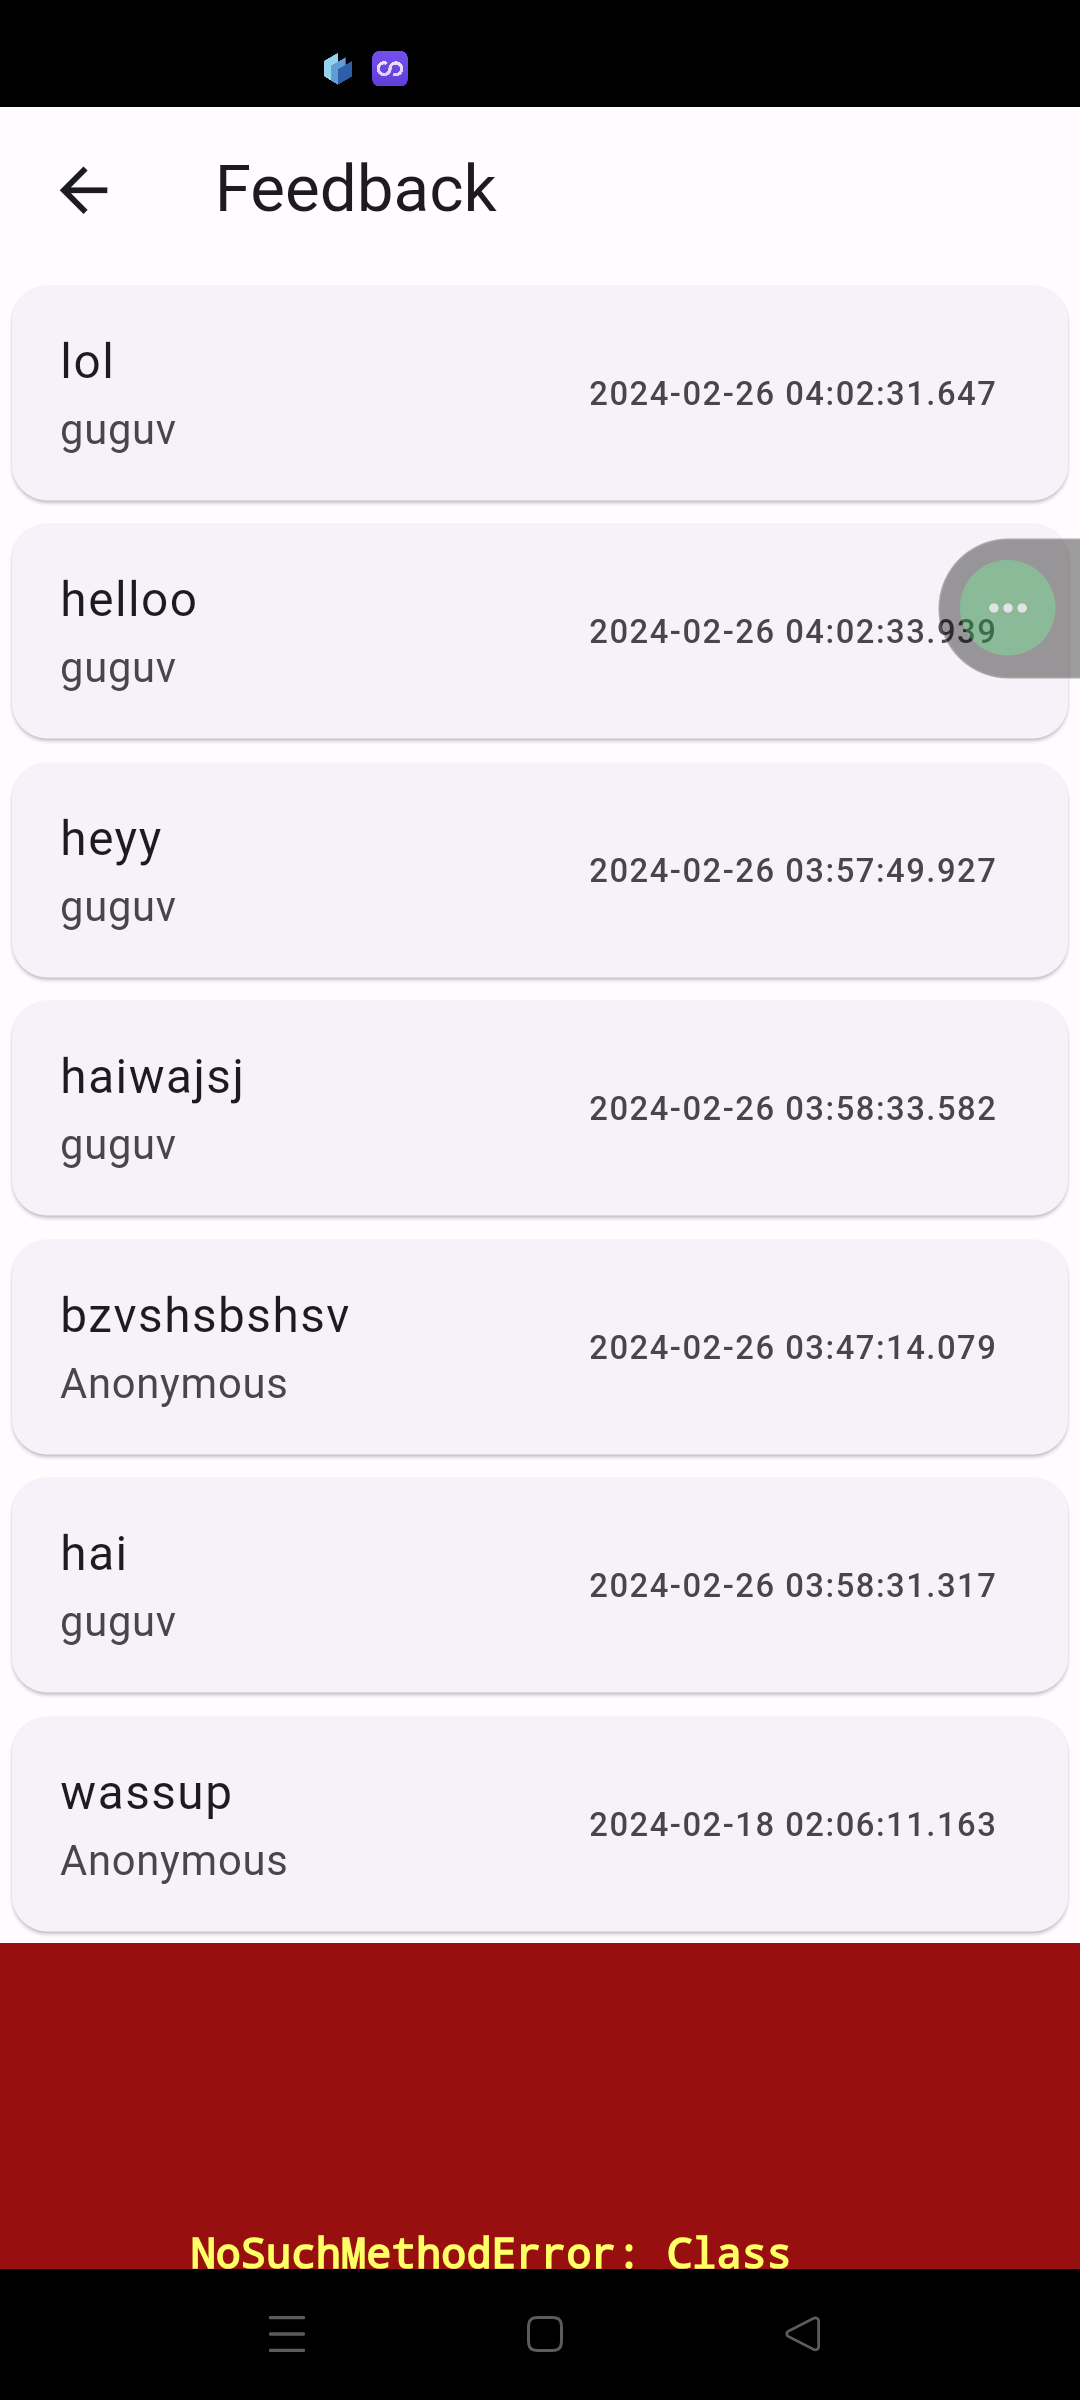 Feedback
lol
2024-02-26 04:02:31.647
guguv
helloo
2024-02-26 04:02:33.939
guguv
heyy
2024-02-26 03:57:49.927
guguv
haiwajsj
2024-02-26 03:58:33.582
guguv
bzvshsbshsv
2024-02-26 03:47:14.079
Anonymous
hai
2024-02-26 03:58:31.317
guguv
wassup
2024-02-18 02:06:11.163
Anonymous
NoSuchMethodError: Class